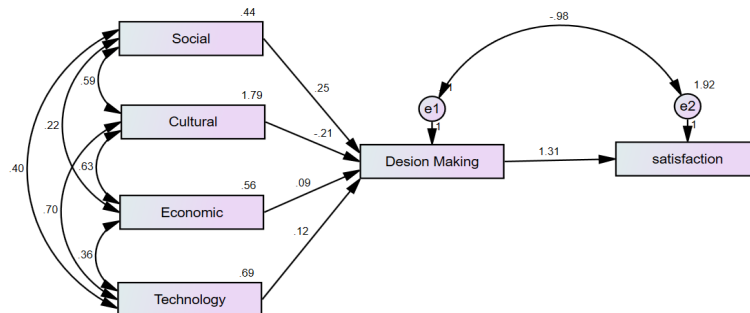 .44
Social
-.98
.59
.25
1
e1
1.92
e2
1.79
Cultural
1
1
.22
-.21
Desion Making
1.31
satisfaction
.40
.63
.56
.09
Economic
.70
.12
.36
.69
Technology